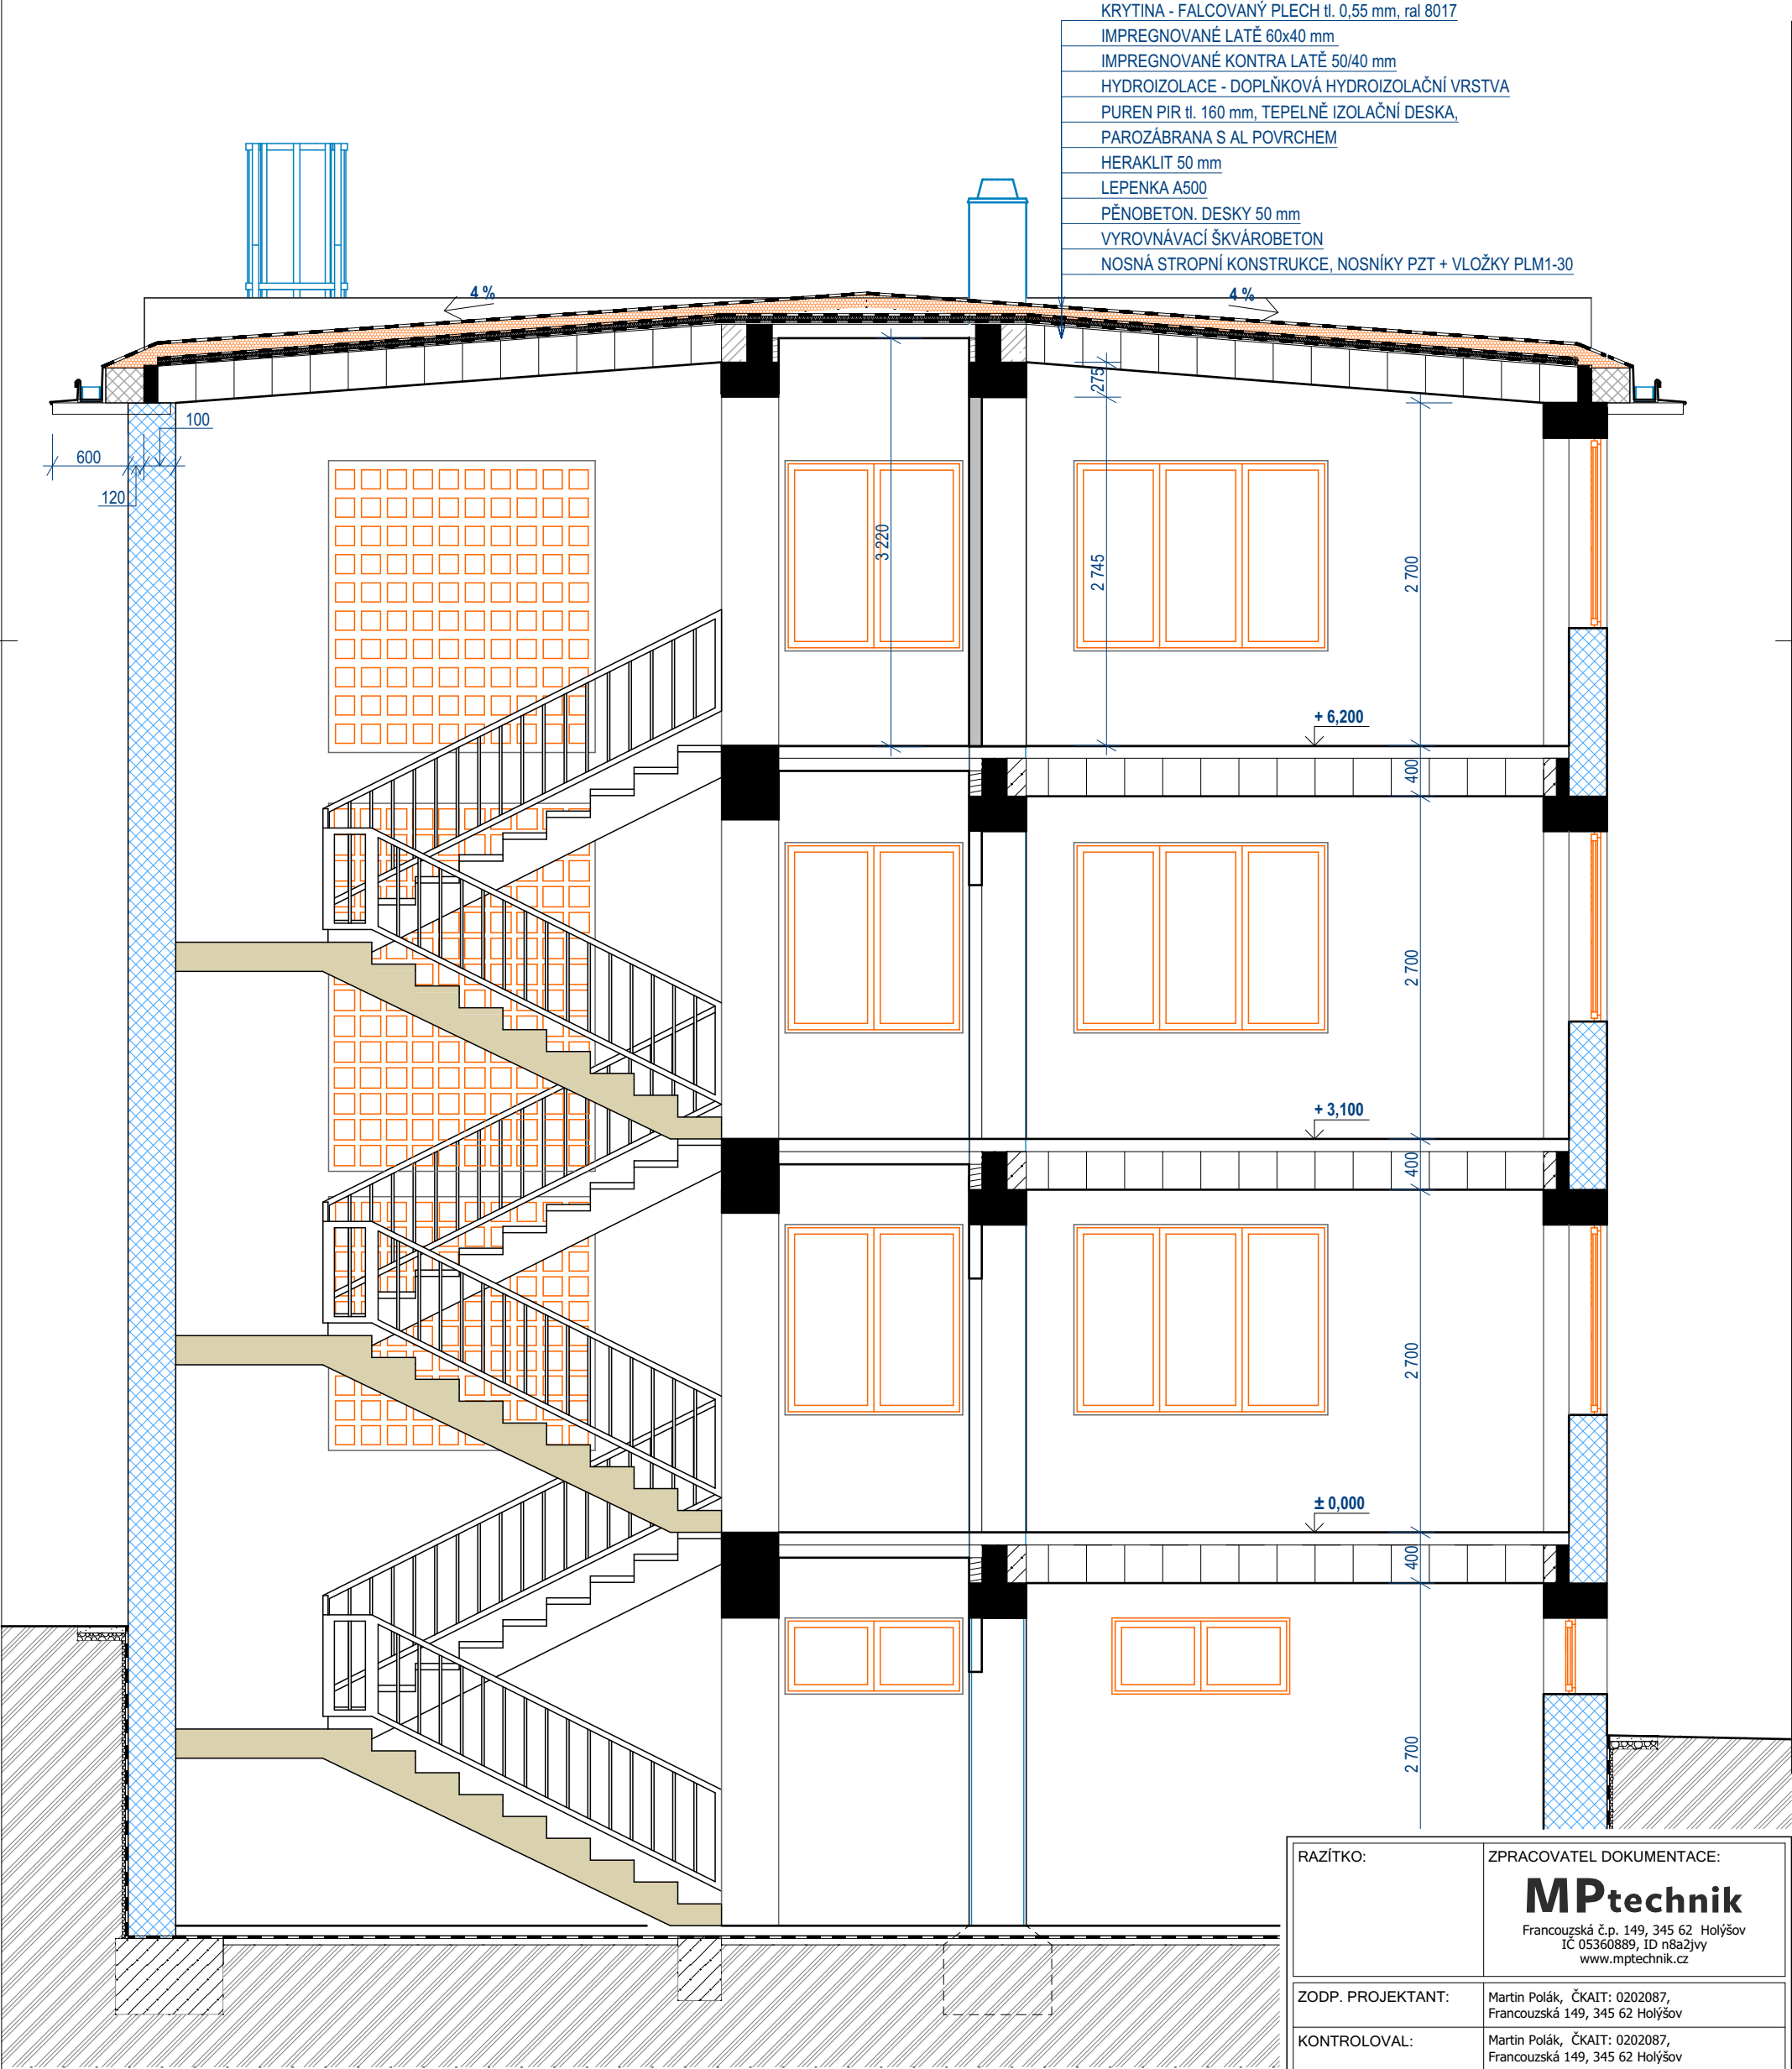 KRYTINA - FALCOVANÝ PLECH tl. 0,55 mm, ral 8017
IMPREGNOVANÉ LATĚ 60x40 mm
IMPREGNOVANÉ KONTRA LATĚ 50/40 mm
HYDROIZOLACE - DOPLŇKOVÁ HYDROIZOLAČNÍ VRSTVA
PUREN PIR tl. 160 mm, TEPELNĚ IZOLAČNÍ DESKA,
PAROZÁBRANA S AL POVRCHEM
HERAKLIT 50 mm
LEPENKA A500
PĚNOBETON. DESKY 50 mm
VYROVNÁVACÍ ŠKVÁROBETON
NOSNÁ STROPNÍ KONSTRUKCE, NOSNÍKY PZT + VLOŽKY PLM1-30
4 %
4 %
275
100
600
120
3 220
2 745
2 700
+ 6,200
400
2 700
+ 3,100
400
2 700
± 0,000
400
2 700
RAZÍTKO:
ZPRACOVATEL DOKUMENTACE:
MPtechnik
Francouzská č.p. 149, 345 62 Holýšov
IČ 05360889, ID n8a2jvy
www.mptechnik.cz
ZODP. PROJEKTANT:
Martin Polák, ČKAIT: 0202087,
Francouzská 149, 345 62 Holýšov
KONTROLOVAL:
Martin Polák, ČKAIT: 0202087,
Francouzská 149, 345 62 Holýšov